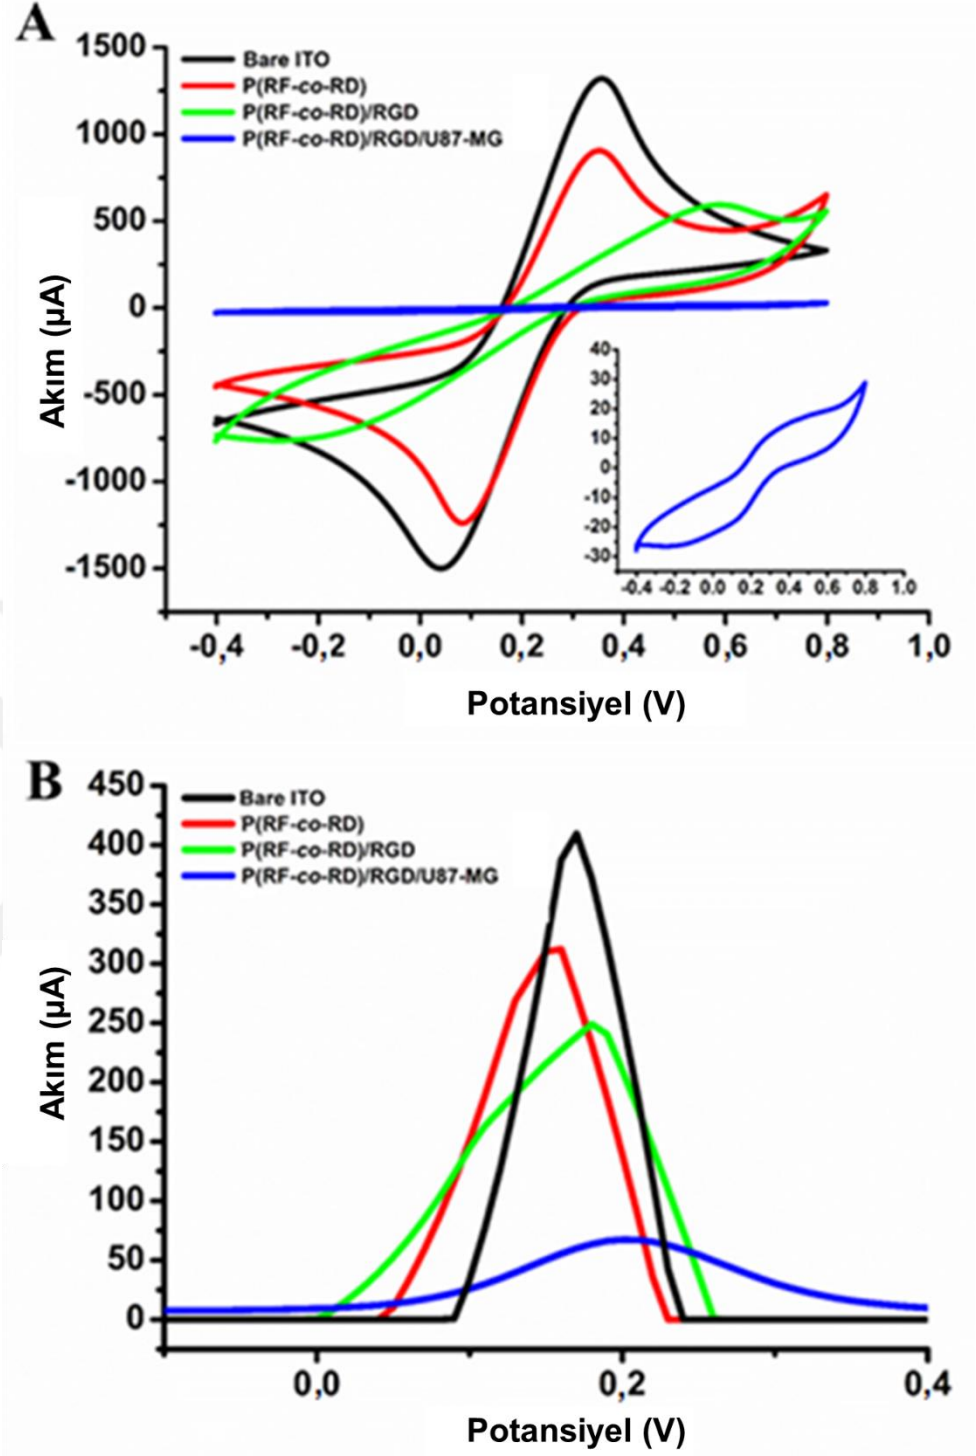 A
1500
1000
500
0
-500
-1000
-1500
Akım (µA)
Bare ITO
P(RF-co-RD)
P(RF-co-RD)/RGD
P(RF-co-RD)/RGD/U87-MG
40
30
20
10
0
-10
-20
-30
-0.4 -0.2 0.0 0.2 0.4 0.6 0.8 1.0
-0,4 -0,2 0,0 0,2 0,4 0,6 0,8 1,0
Potansiyel (V)
B
450
400
350
300
250
200
150
100
50
0
Akım (µA)
Bare ITO
P(RF-co-RD)
P(RF-co-RD)/RGD
P(RF-co-RD)/RGD/U87-MG
0,0 0,2 0,4
Potansiyel (V)